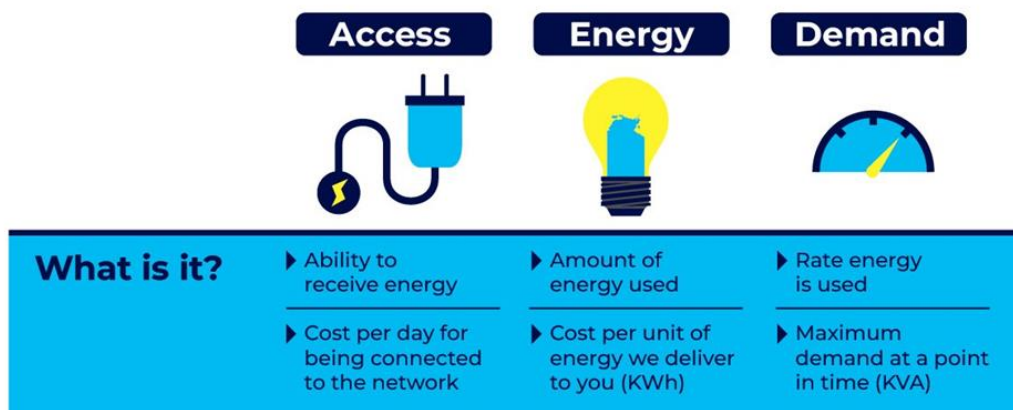 Access
Energy
Demand
What is it?
Ability to
receive energy
Cost per day for
being connected
to the network
Amount of
energy used
Cost per unit of
energy we deliver
to you (KWh)
Rate energy
is used
Maximum
demand at a point
in time (KVA)